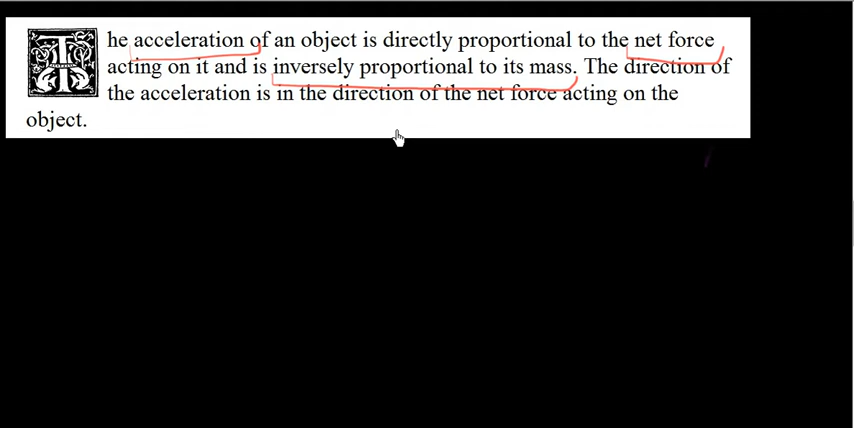 The acceleration of an object is directly proportional to the net force
acting on it and is inversely proportional to its mass. The direction of
the acceleration is in the direction of the net force acting on the
object.